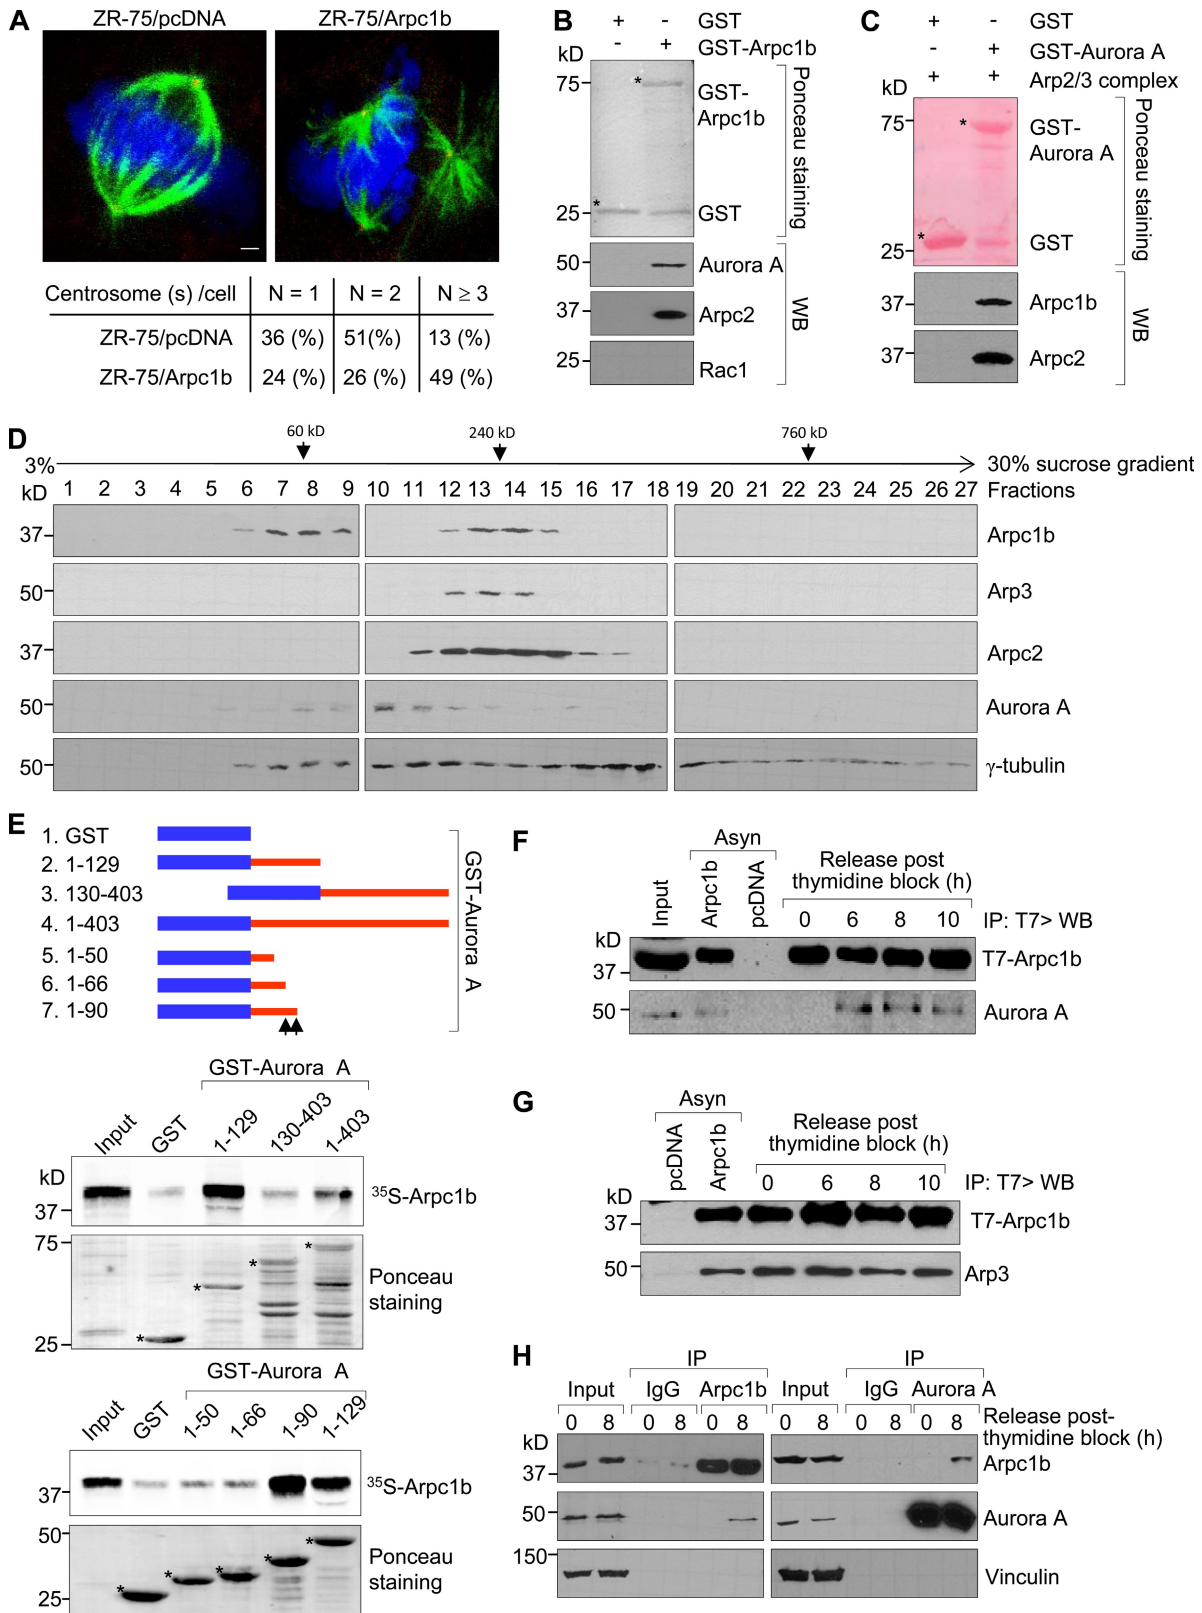 A
ZR-75/pcDNA
ZR-75/Arpc1b
Centrosome (s) /cell N = 1 N = 2 N ≥ 3
ZR-75/pcDNA 36 (%) 51(%) 13 (%)
ZR-75/Arpc1b 24 (%) 26 (%) 49 (%)
B
+ - GST
- + GST-Arpc1b
kD
75
*
GST-
Arpc1b
*
25
GST
Ponceau staining
50
Aurora A
37
Arpc2
25
Rac1
WB
C
+ - GST
- + GST-Aurora A
+ + Arp2/3 complex
kD
75
*
GST-
Aurora A
*
25
GST
Ponceau staining
37
Arpc1b
37
Arpc2
WB
D
60 kD 240 kD 760 kD
3% 30% sucrose gradient
kD 1 2 3 4 5 6 7 8 9 10 11 12 13 14 15 16 17 18 19 20 21 22 23 24 25 26 27 Fractions
37 Arpc1b
50 Arp3
37 Arpc2
50 Aurora A
50 γ-tubulin
E
1. GST
2. 1-129
3. 130-403
4. 1-403
5. 1-50
6. 1-66
7. 1-90
GST-Aurora A
GST-Aurora A
Input GST 1-129 130-403 1-403
kD
37
35S-Arpc1b
75
* * * *
25
Ponceau
staining
GST-Aurora A
Input GST 1-50 1-66 1-90 1-129
37
35S-Arpc1b
50
* * * * *
25
Ponceau
staining
F
Asyn
Input Arpc1b pcDNA
Release post
thymidine block (h)
0 6 8 10 IP: T7> WB
kD
37
T7-Arpc1b
50
Aurora A
G
Asyn
pcDNA Arpc1b
Release post
thymidine block (h)
0 6 8 10 IP: T7> WB
kD
37
T7-Arpc1b
50
Arp3
H
IP IP
Input IgG Arpc1b Input IgG Aurora A
0 8 0 8 0 8 0 8 0 8 0 8 Release post-
thymidine block (h)
kD
37
Arpc1b
50
Aurora A
150
Vinculin